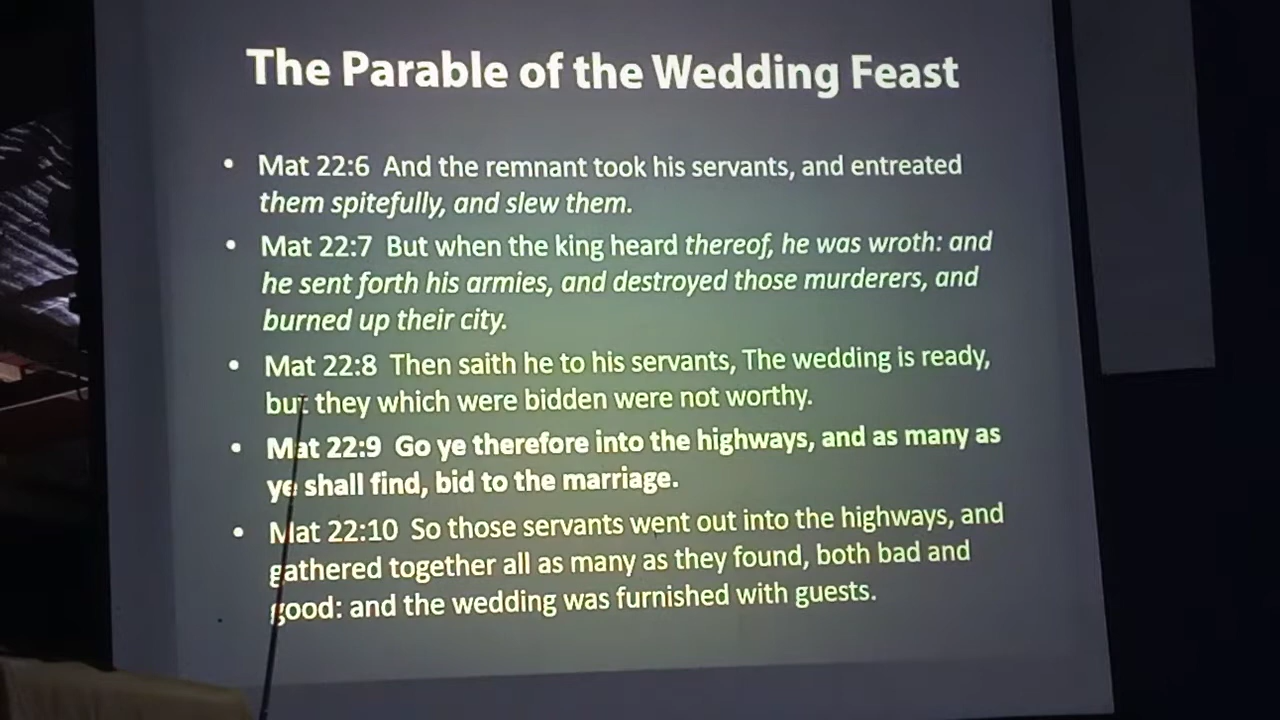 The Parable of the Wedding Feast
• Mat 22:6 And the remnant took his servants, and entreated
them spitefully, and slew them.
• Mat 22:7 But when the king heard thereof, he was wroth: and
he sent forth his armies, and destroyed those murderers, and
burned up their city.
• Mat 22:8 Then saith he to his servants, The wedding is ready,
but they which were bidden were not worthy.
• Mat 22:9 Go ye therefore into the highways, and as many as
ye shall find, bid to the marriage.
• Mat 22:10 So those servants went out into the highways, and
gathered together all as many as they found, both bad and
good: and the wedding was furnished with guests.